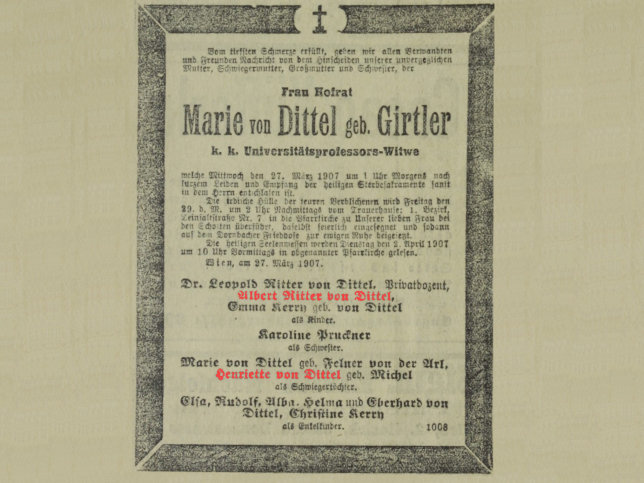 Vom tiefsten Schmerze erfüllt, geben wir allen Verwandten
und Freunden Nachricht von dem Hinscheiden unserer unvergeßlichen
Mutter, Schwiegermutter, Großmutter und Schwester, der
Frau Hofrat
Marie von Dittel geb. Girtler
k. k. Universitätsprofessors-Witwe
welche Mittwoch den 27. März 1907 um 1 Uhr Morgens nach
kurzem Leiden und Empfang der heiligen Sterbesakramente sanft
in dem Herrn entschlafen ist.
Die irdische Hülle der teuren Verblichenen wird Freitag den
29. d. M. um 2 Uhr Nachmittags vom Trauerhause: 1. Bezirk,
Nr. 7 in die Pfarrkirche zu Unserer lieben Frau bei
den Schotten überführt, daselbst feierlich eingesegnet und sodann
auf dem Dornbacher Friedhofe zur ewigen Ruhe beigesetzt.
Die heiligen Seelenmessen werden Dienstag den 2. April 1907
um 10 Uhr Vormittags in obgenannter Pfarrkirche gelesen.
Wien, am 27. März 1907.
Dr. Leopold Ritter von Dittel, Privatdozent,
Albert Ritter von Dittel,
Emma Kerry geb. von Dittel
als Kinder.
Karoline Pruckner
als Schwester.
Marie von Dittel geb. Felner von der Arl,
Henriette von Dittel geb. Michel
als Schwiegertöchter.
Elsa, Rudolf, Alba, Helma und Eberhard von
Dittel, Christine Kerry
als Enkelkinder.
1008